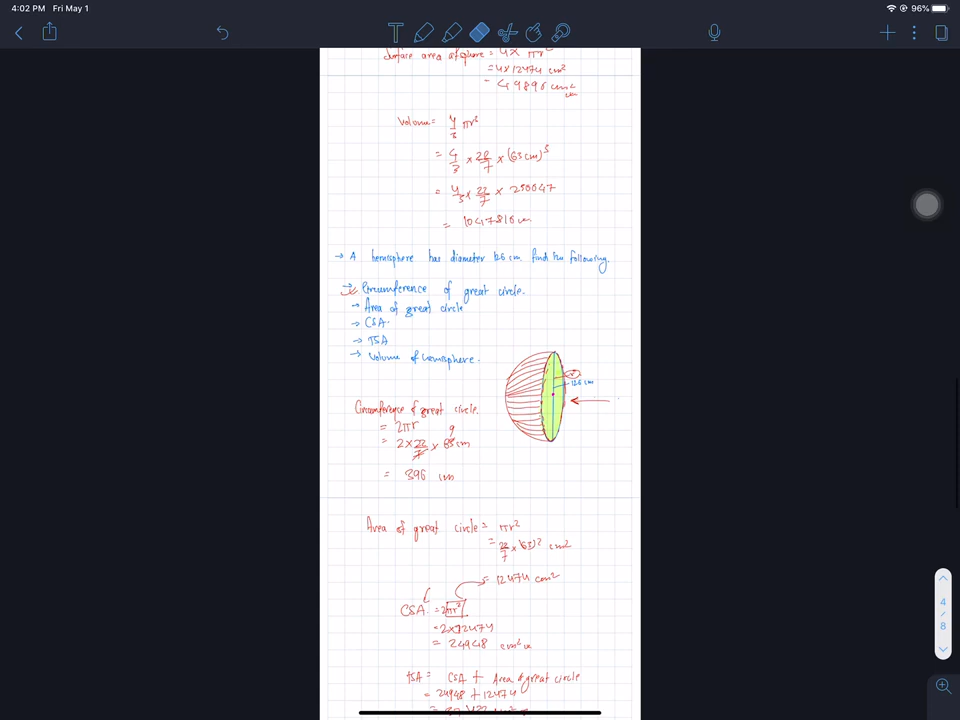 4:02 PM Fri May 1
96%
Surface area of sphere = 4 × πr²
= 4 × 12474 cm²
= 49896 cm²
Volume = 4/3 πr³
= 4/3 × 22/7 × (63 cm)³
= 4/3 × 22/7 × 250047
= 1047816 cm
→ A hemisphere has diameter 126 cm. find the following.
→ Circumference of great circle.
→ Area of great circle
→ CSA
→ TSA
→ Volume of hemisphere.
r
126 cm
Circumference of great circle.
= 2πr
9
= 2 × 22/7 × 63 cm
= 396 cm
Area of great circle = πr²
= 22/7 × (63)² cm²
= 12474 cm²
CSA = 2πr²
= 2×12474
= 24948 cm²
TSA = CSA + Area of great circle
= 24948 + 12474
4
/
8